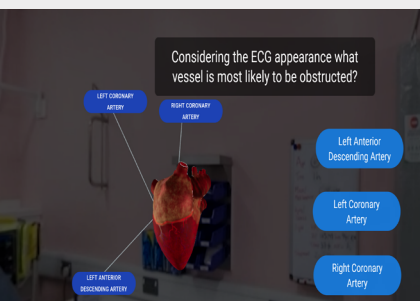 Considering the ECG appearance what
vessel is most likely to be obstructed?
LEFT CORONARY
ARTERY
RIGHT CORONARY
ARTERY
Left Anterior
Descending Artery
Left Coronary
Artery
Right Coronary
Artery
LEFT ANTERIOR
DESCENDING ARTERY